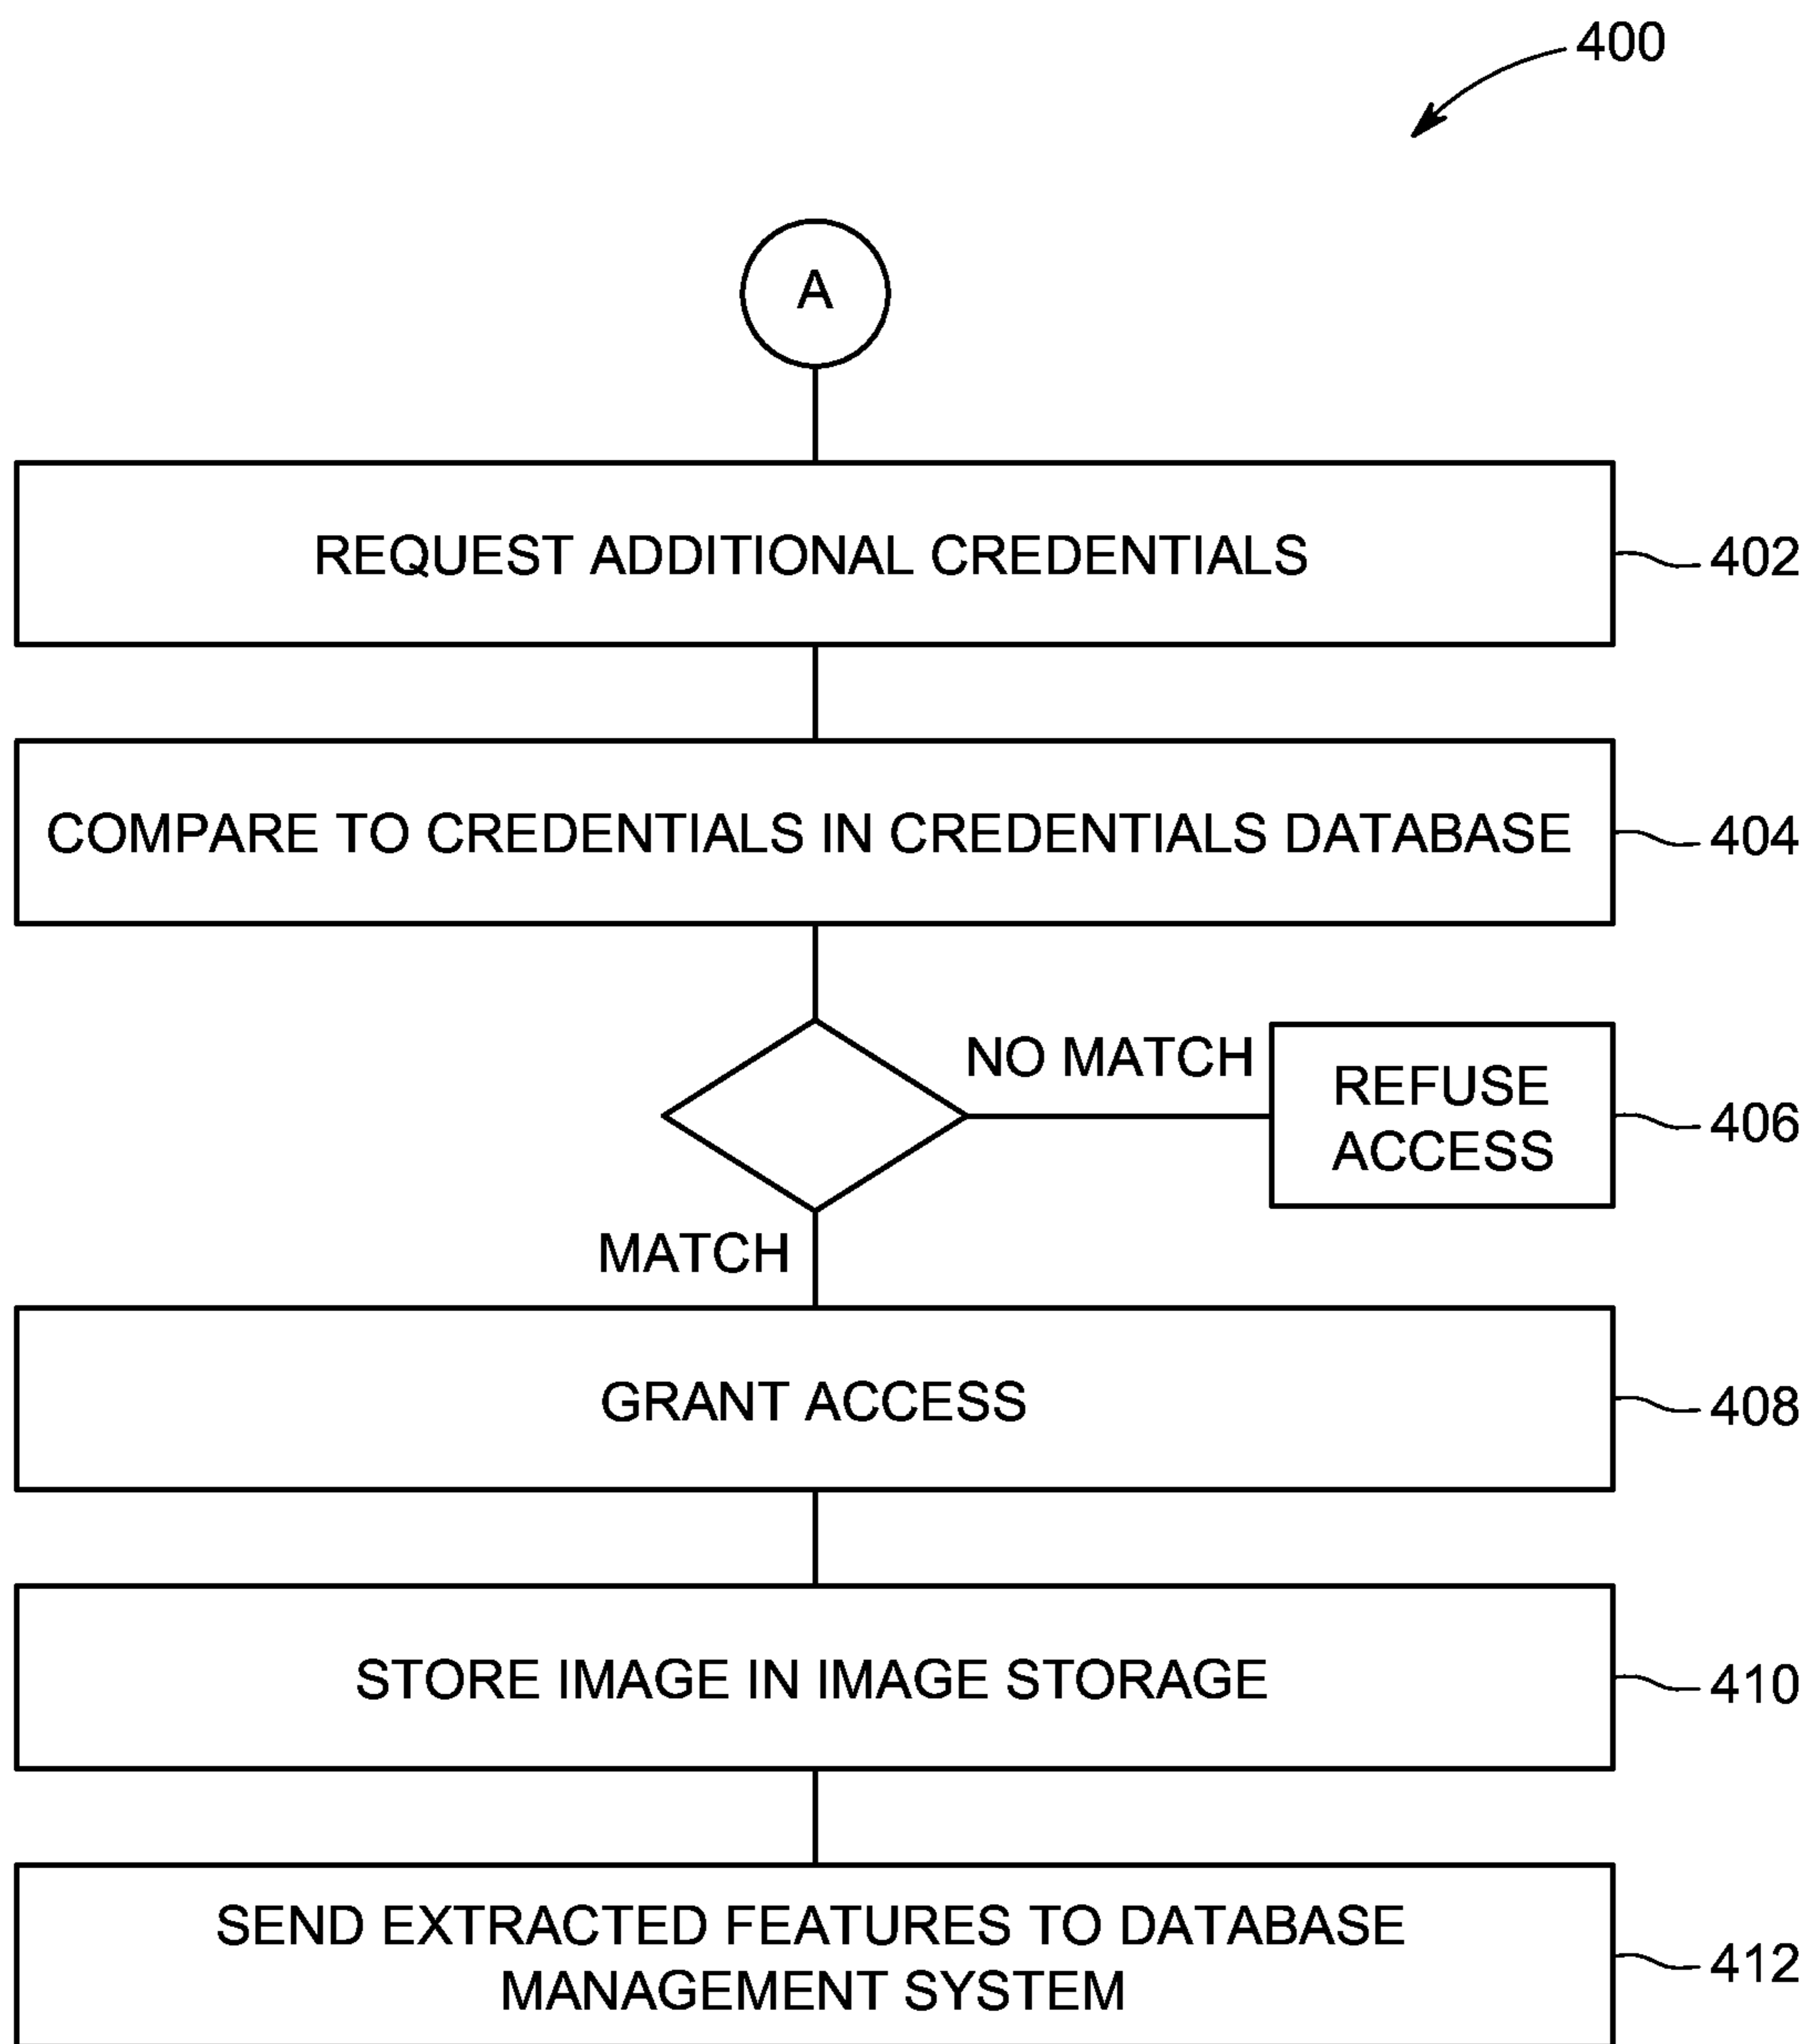 400
A
REQUEST ADDITIONAL CREDENTIALS
402
COMPARE TO CREDENTIALS IN CREDENTIALS DATABASE
404
NO MATCH
REFUSE
ACCESS
406
MATCH
GRANT ACCESS
408
STORE IMAGE IN IMAGE STORAGE
410
SEND EXTRACTED FEATURES TO DATABASE
MANAGEMENT SYSTEM
412